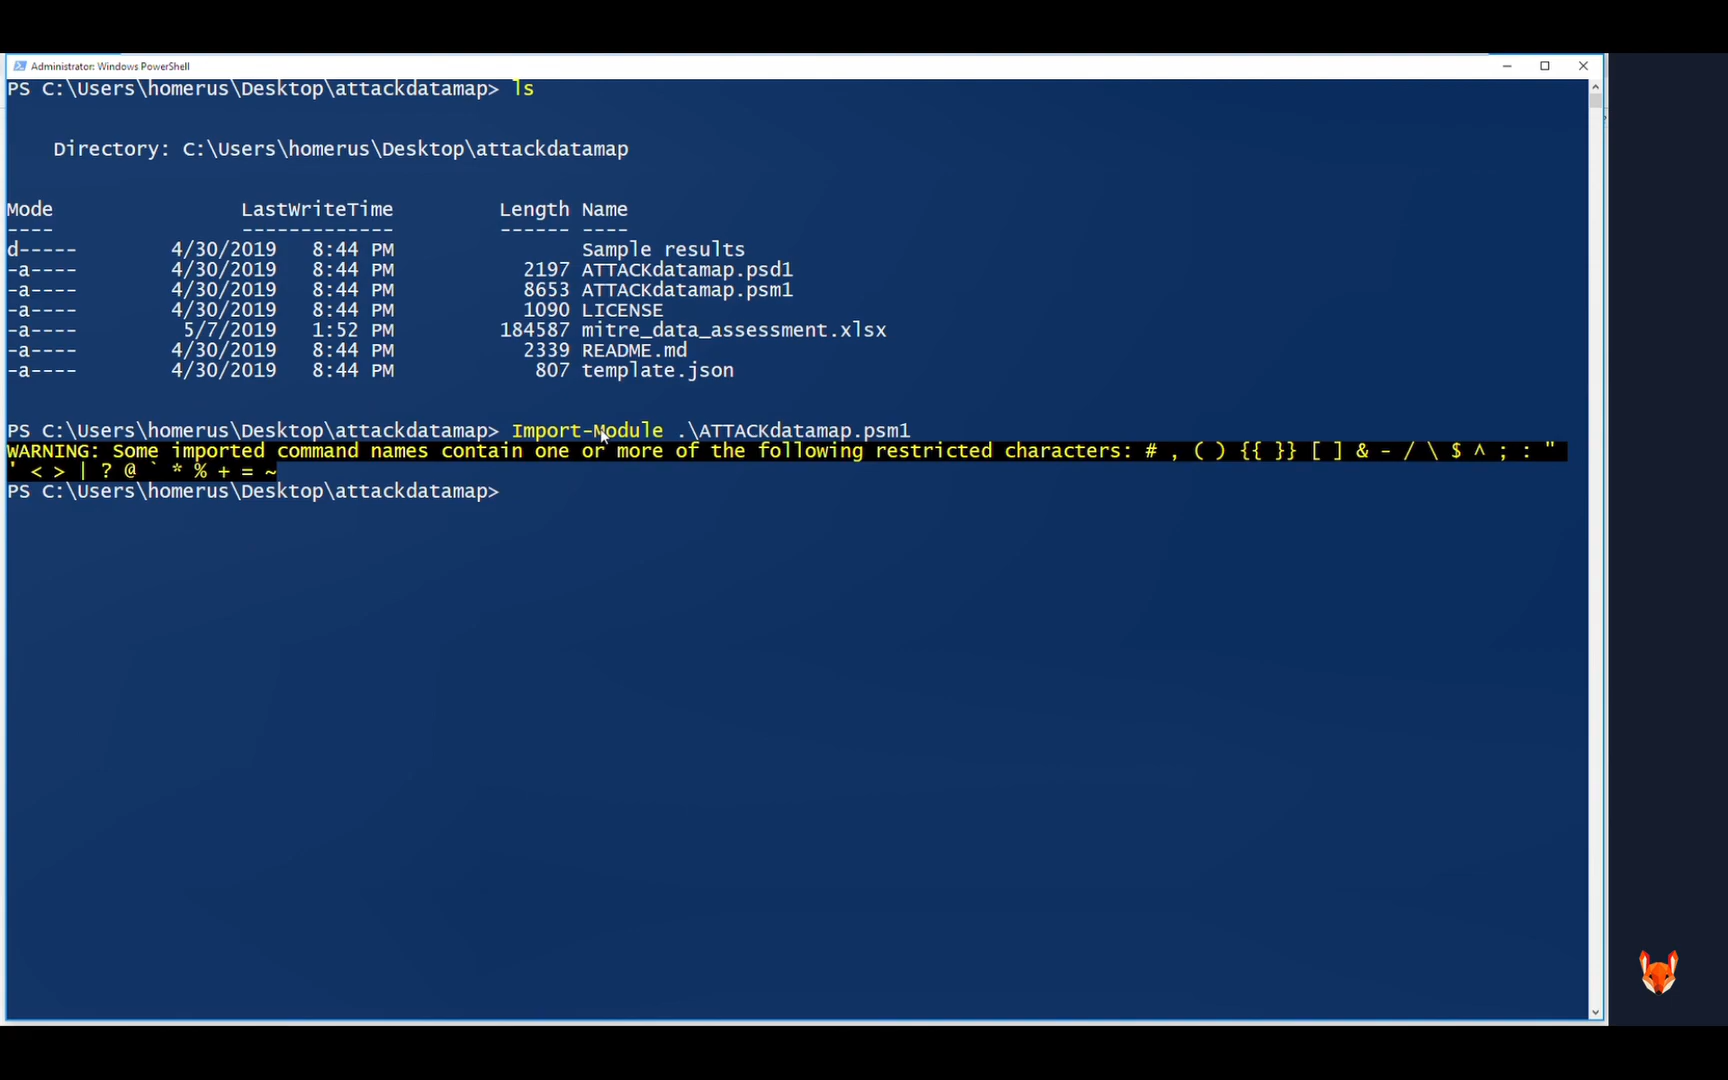 Administrator: Windows PowerShell
PS C:\Users\homerus\Desktop\attackdatamap> ls
Directory: C:\Users\homerus\Desktop\attackdatamap
Mode LastWriteTime Length Name
---- ------------- ------ ----
d----- 4/30/2019 8:44 PM Sample results
-a---- 4/30/2019 8:44 PM 2197 ATTACKdatamap.psd1
-a---- 4/30/2019 8:44 PM 8653 ATTACKdatamap.psm1
-a---- 4/30/2019 8:44 PM 1090 LICENSE
-a---- 5/7/2019 1:52 PM 184587 mitre_data_assessment.xlsx
-a---- 4/30/2019 8:44 PM 2339 README.md
-a---- 4/30/2019 8:44 PM 807 template.json
PS C:\Users\homerus\Desktop\attackdatamap> Import-Module .\ATTACKdatamap.psm1
WARNING: Some imported command names contain one or more of the following restricted characters: # , ( ) {{ }} [ ] & - / \ $ ^ ; : "
' < > | ? @ ` * % + = ~
PS C:\Users\homerus\Desktop\attackdatamap>